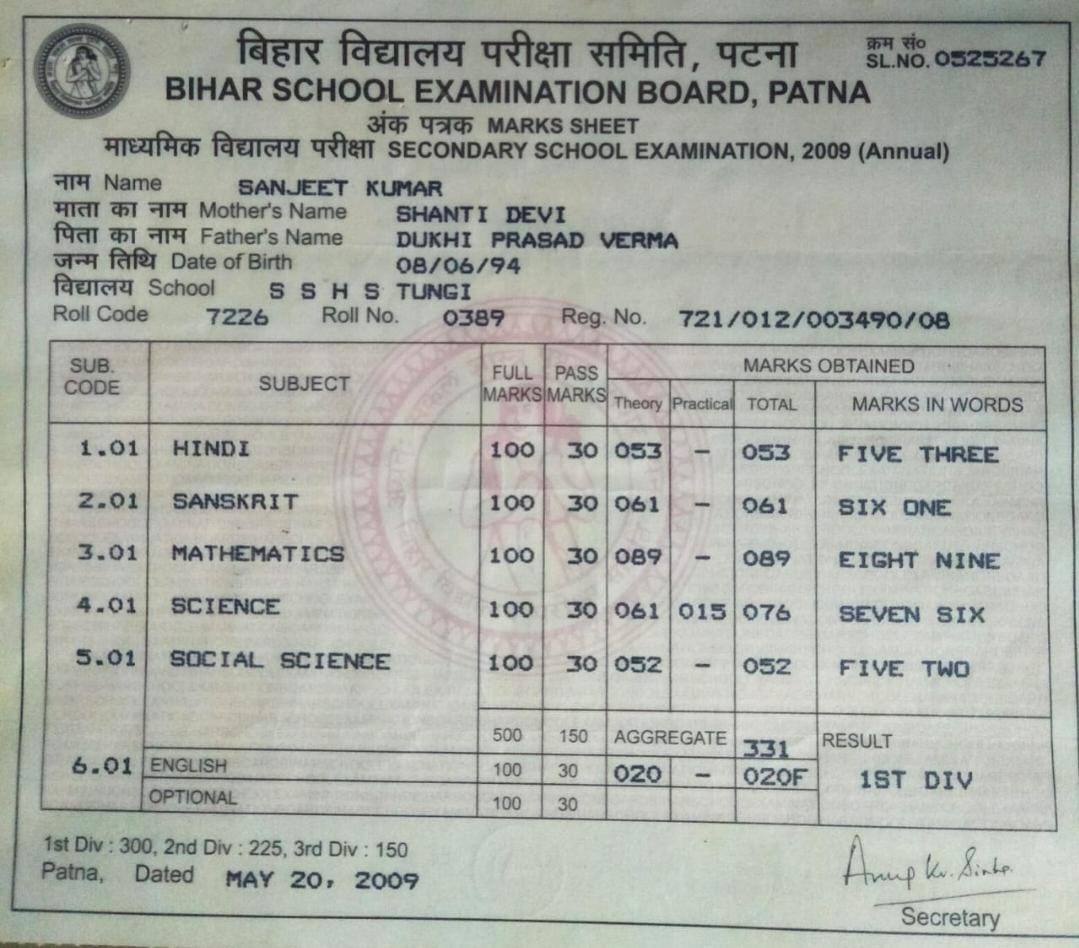 बिहार विद्यालय परीक्षा समिति, पटना
क्रम सं०
SL.NO. 0525267
BIHAR SCHOOL EXAMINATION BOARD, PATNA
अंक पत्रक MARKS SHEET
माध्यमिक विद्यालय परीक्षा SECONDARY SCHOOL EXAMINATION, 2009 (Annual)
नाम Name SANJEET KUMAR
माता का नाम Mother's Name SHANTI DEVI
पिता का नाम Father's Name DUKHI PRASAD VERMA
जन्म तिथि Date of Birth 08/06/94
विद्यालय School S S H S TUNGI
Roll Code 7226 Roll No. 0389 Reg. No. 721/012/003490/08
SUB. CODE SUBJECT FULL MARKS PASS MARKS MARKS OBTAINED
Theory Practical TOTAL MARKS IN WORDS
1.01 HINDI 100 30 053 - 053 FIVE THREE
2.01 SANSKRIT 100 30 061 - 061 SIX ONE
3.01 MATHEMATICS 100 30 089 - 089 EIGHT NINE
4.01 SCIENCE 100 30 061 015 076 SEVEN SIX
5.01 SOCIAL SCIENCE 100 30 052 - 052 FIVE TWO
500 150 AGGREGATE 331 RESULT
6.01 ENGLISH 100 30 020 - 020F 1ST DIV
OPTIONAL 100 30
1st Div : 300, 2nd Div : 225, 3rd Div : 150
Patna, Dated MAY 20, 2009
Anup Kr. Sinha
Secretary